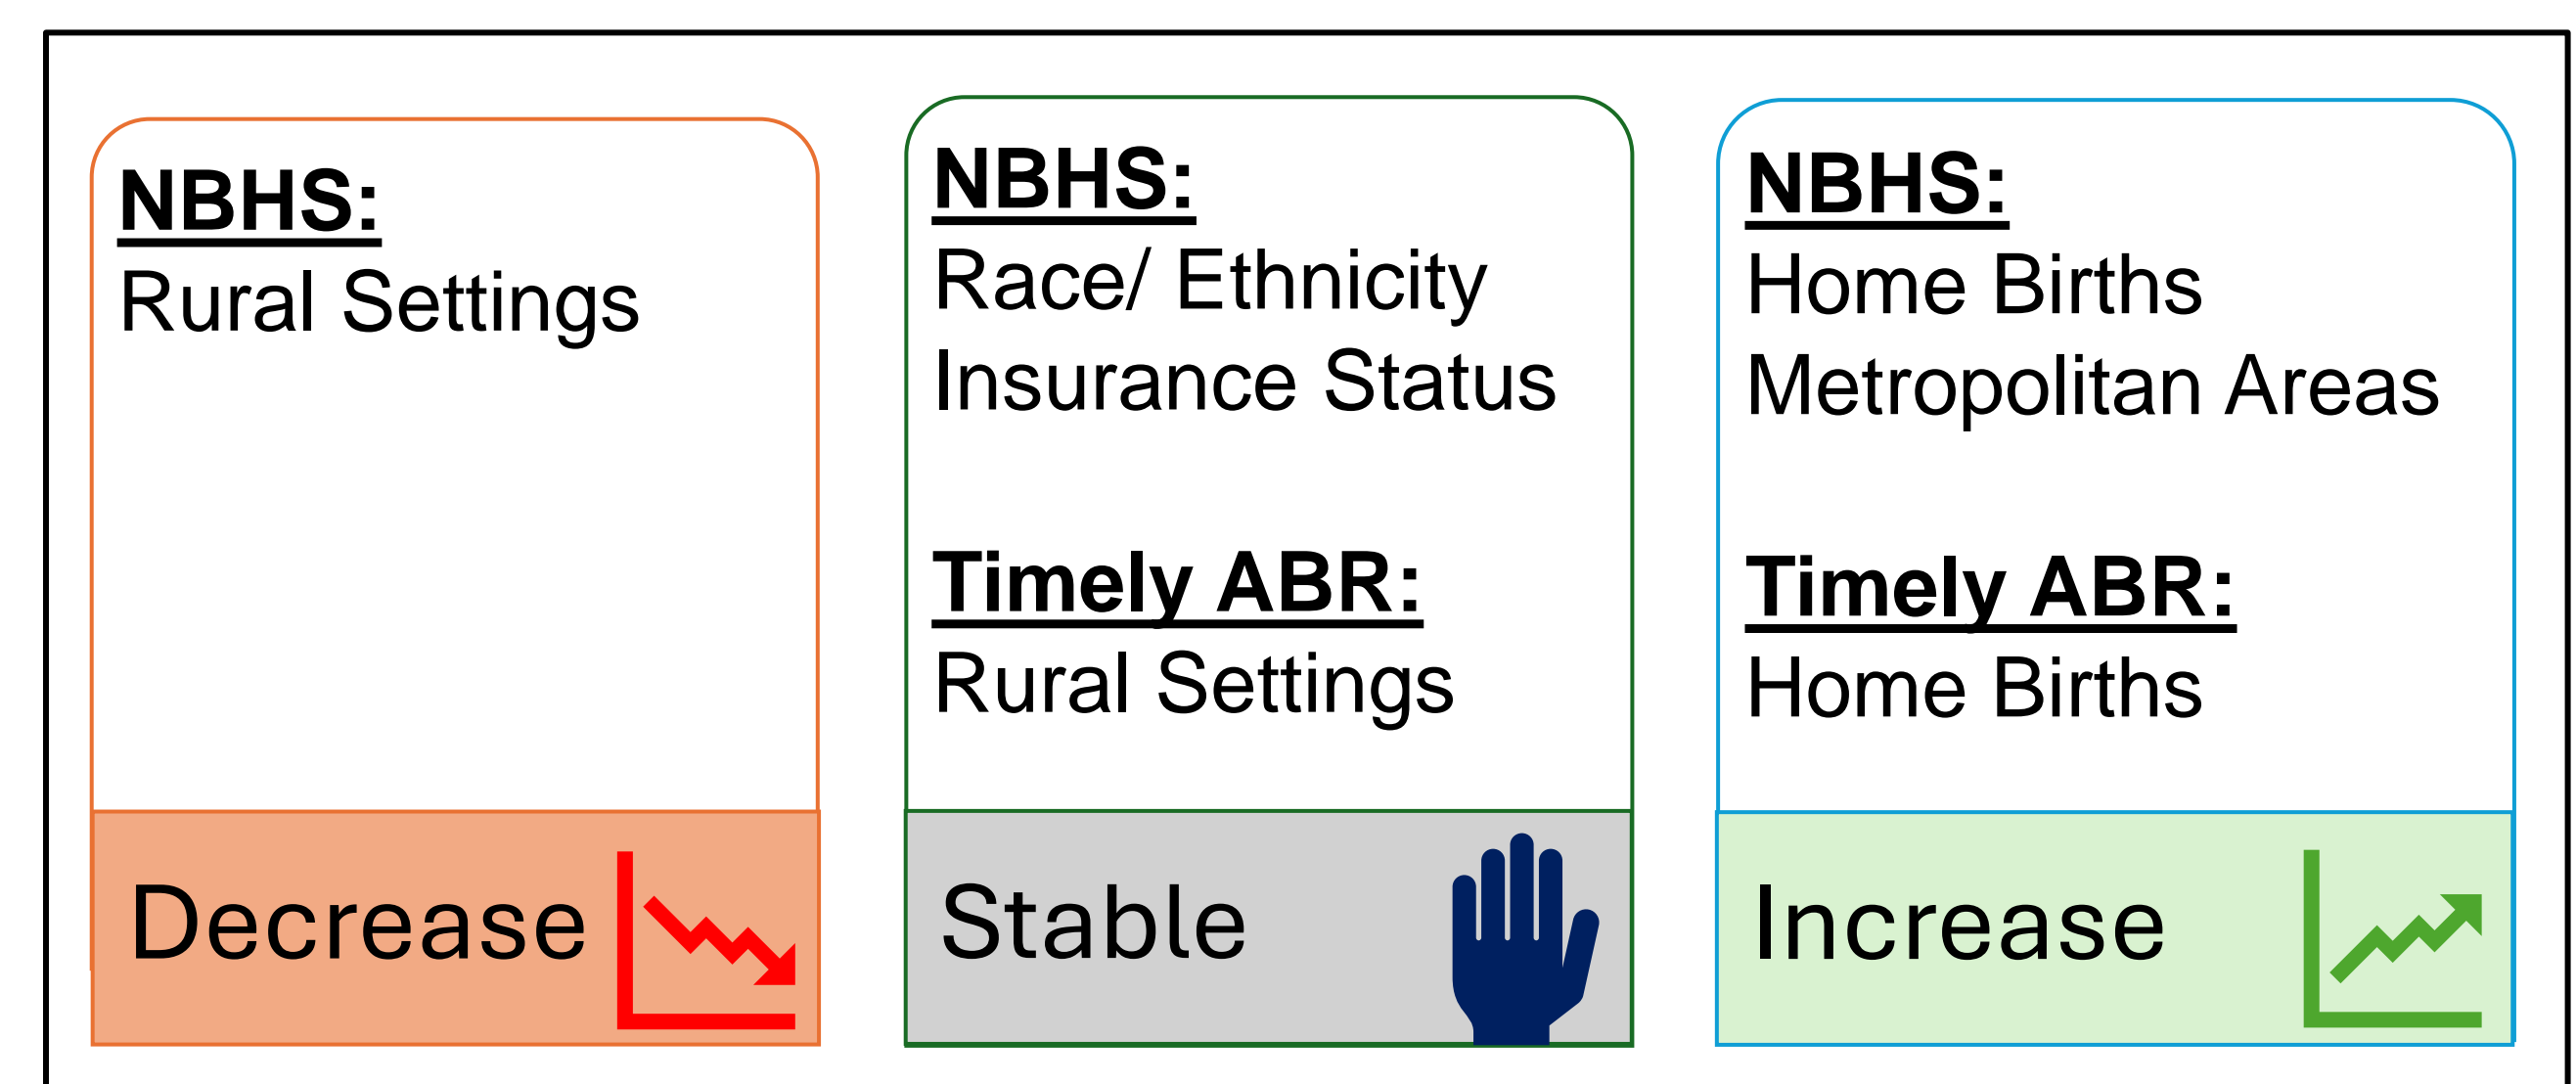 NBHS:
Rural Settings
Decrease
NBHS:
Race/ Ethnicity
Insurance Status
Timely ABR:
Rural Settings
Stable
NBHS:
Home Births
Metropolitan Areas
Timely ABR:
Home Births
Increase